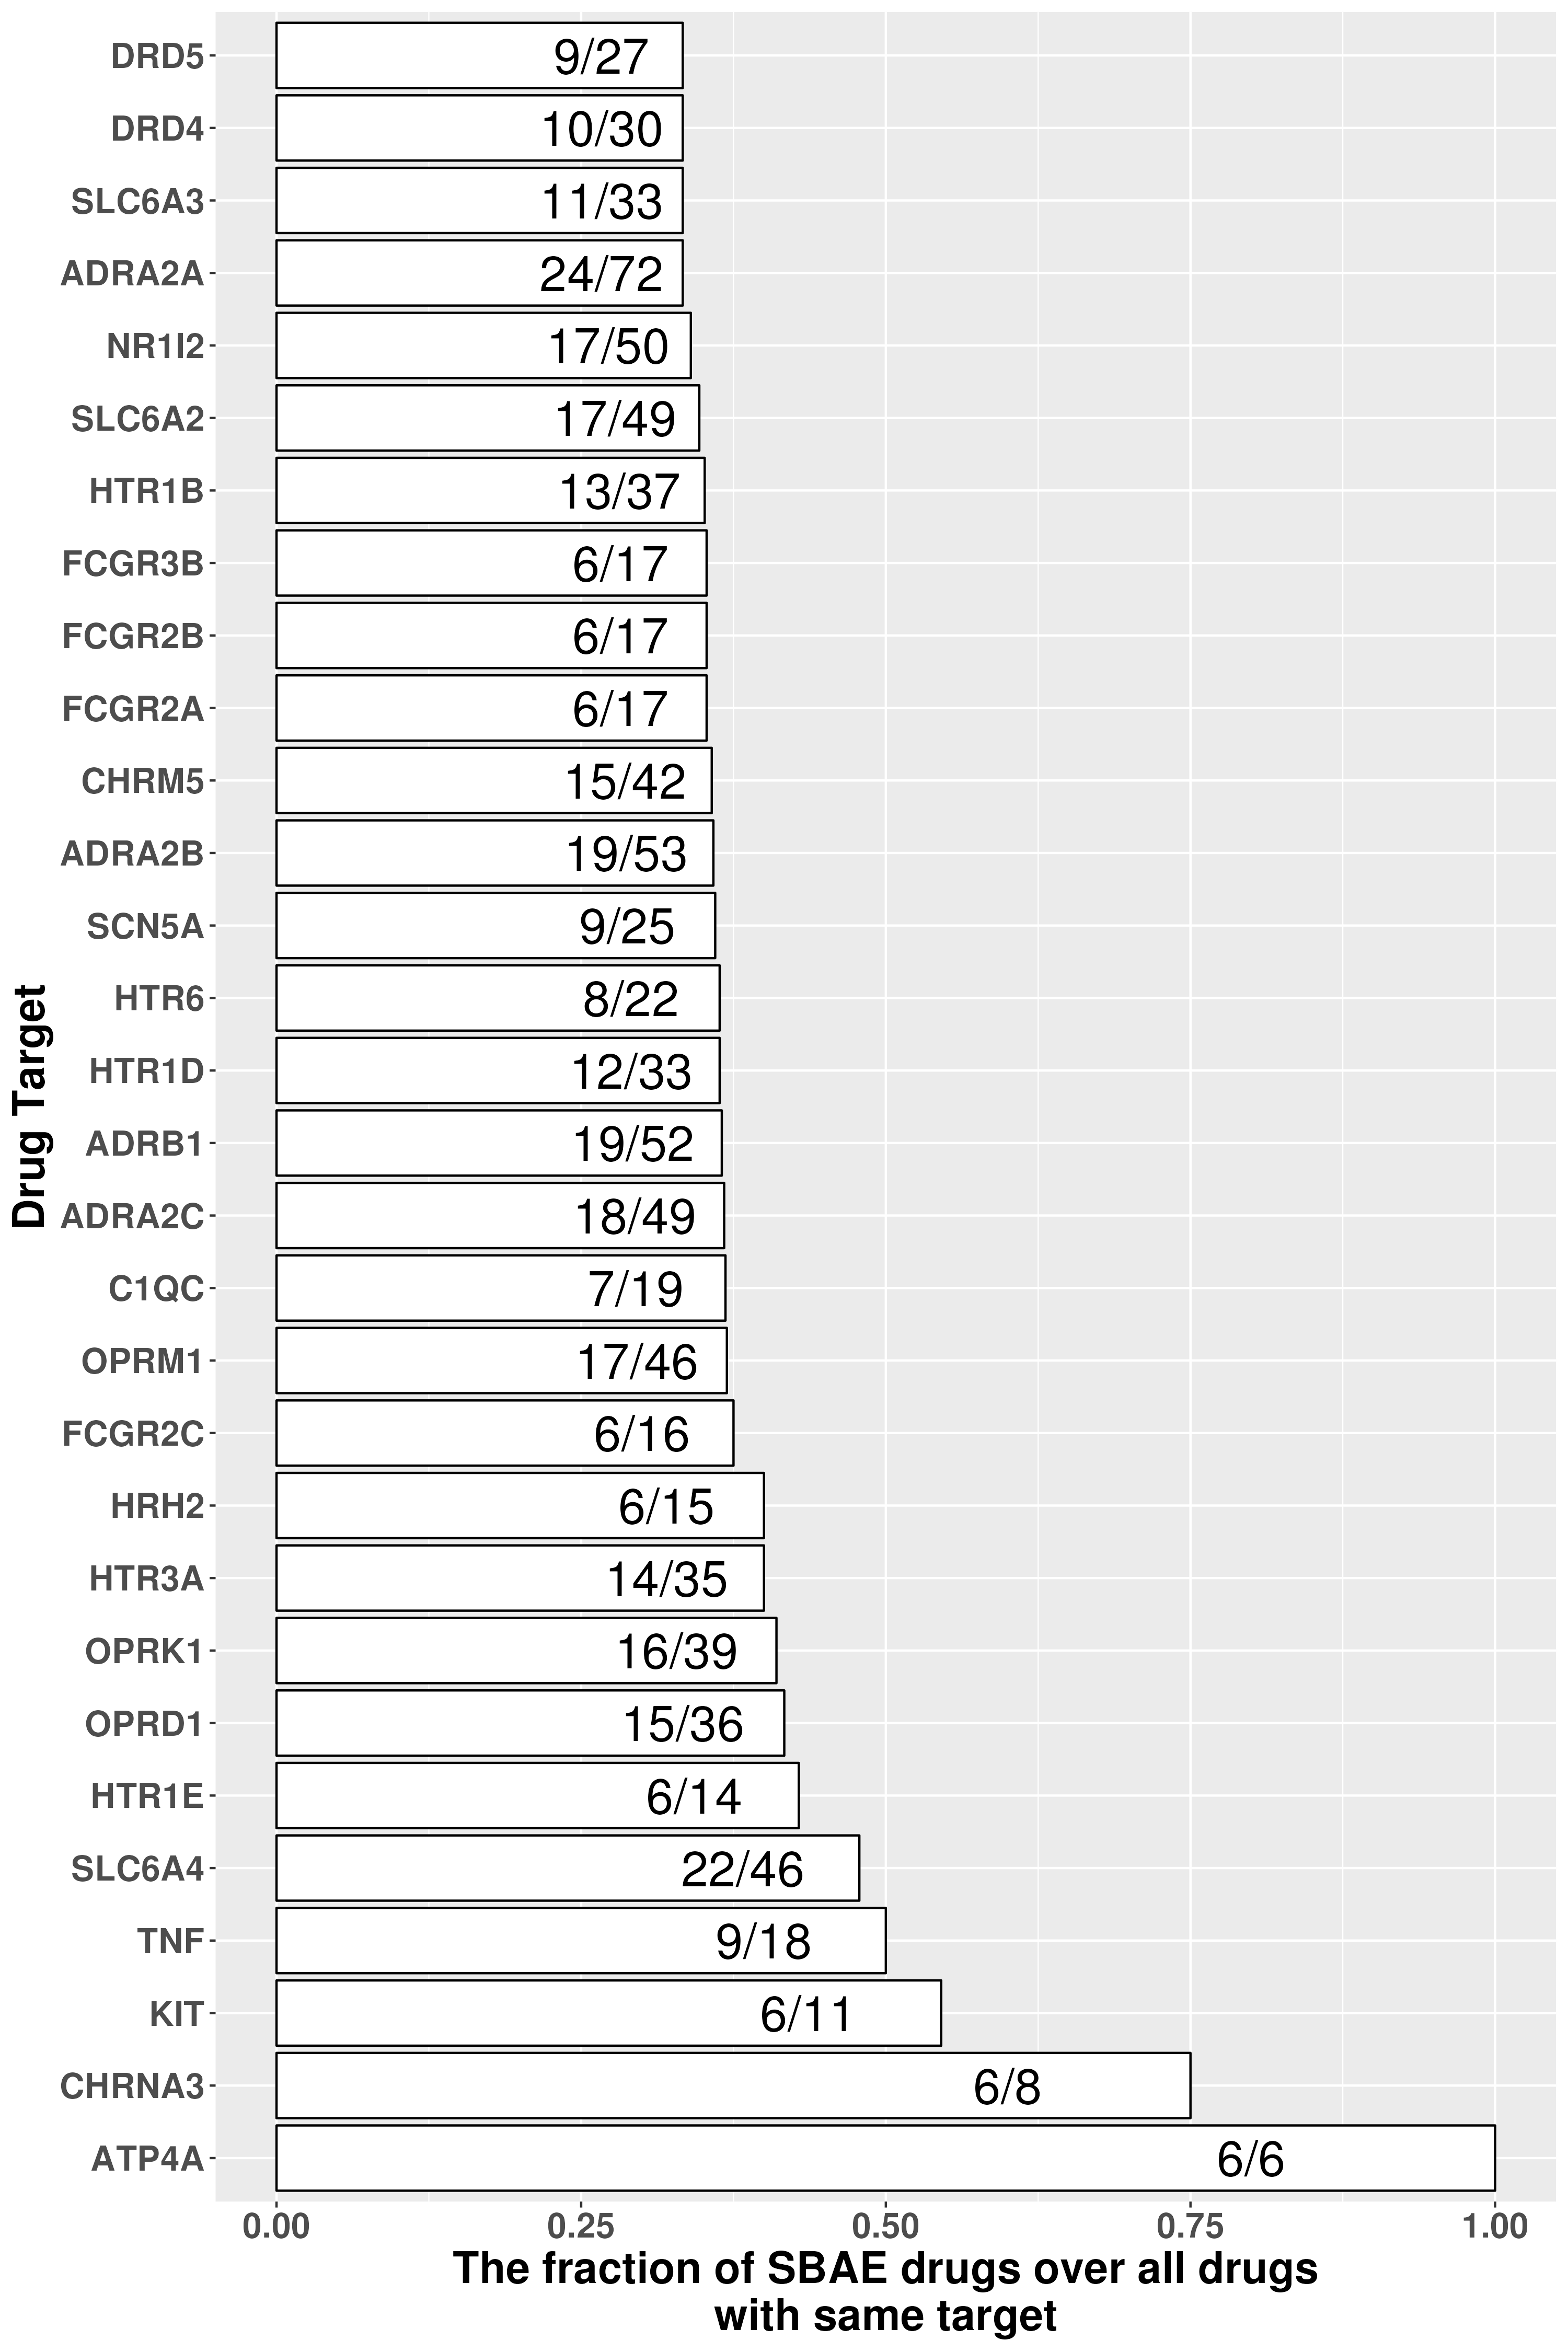 DRD5 9/27
DRD4 10/30
SLC6A3 11/33
ADRA2A 24/72
NR1I2 17/50
SLC6A2 17/49
HTR1B 13/37
FCGR3B 6/17
FCGR2B 6/17
FCGR2A 6/17
CHRM5 15/42
ADRA2B 19/53
SCN5A 9/25
HTR6 8/22
HTR1D 12/33
ADRB1 19/52
ADRA2C 18/49
C1QC 7/19
OPRM1 17/46
FCGR2C 6/16
HRH2 6/15
HTR3A 14/35
OPRK1 16/39
OPRD1 15/36
HTR1E 6/14
SLC6A4 22/46
TNF 9/18
KIT 6/11
CHRNA3 6/8
ATP4A 6/6
Drug Target
0.00 0.25 0.50 0.75 1.00
The fraction of SBAE drugs over all drugs
with same target